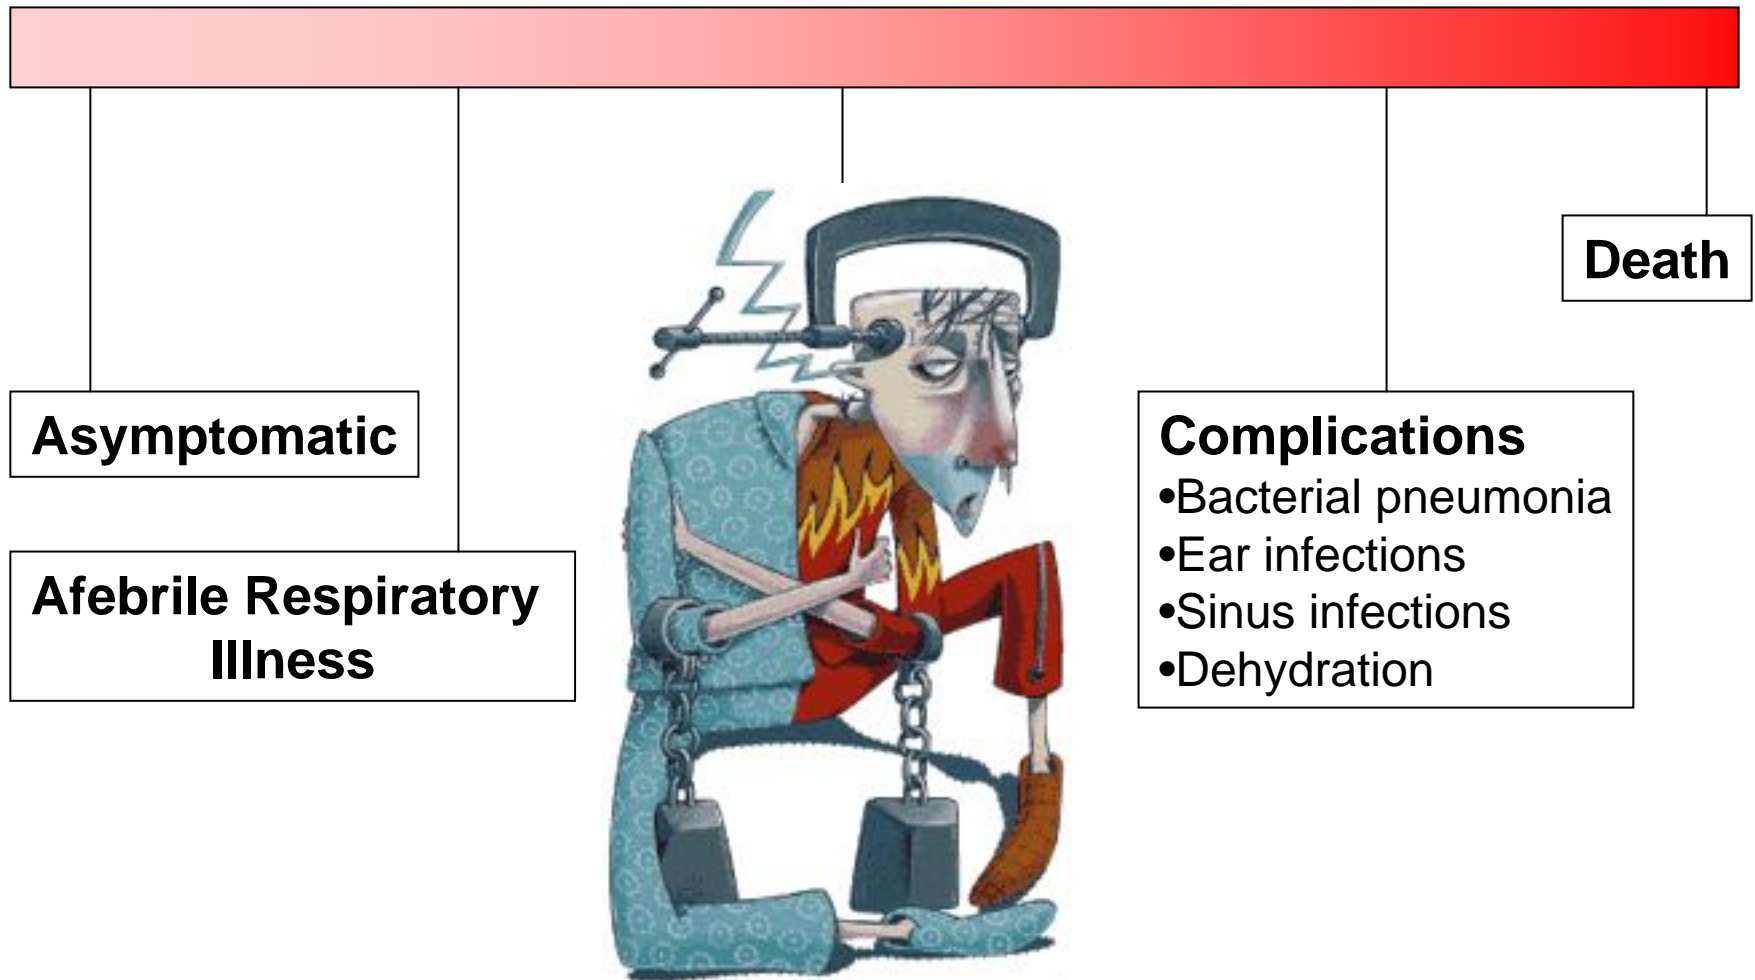 Death
Asymptomatic
Afebrile Respiratory
Illness
Complications
•Bacterial pneumonia
•Ear infections
•Sinus infections
•Dehydration